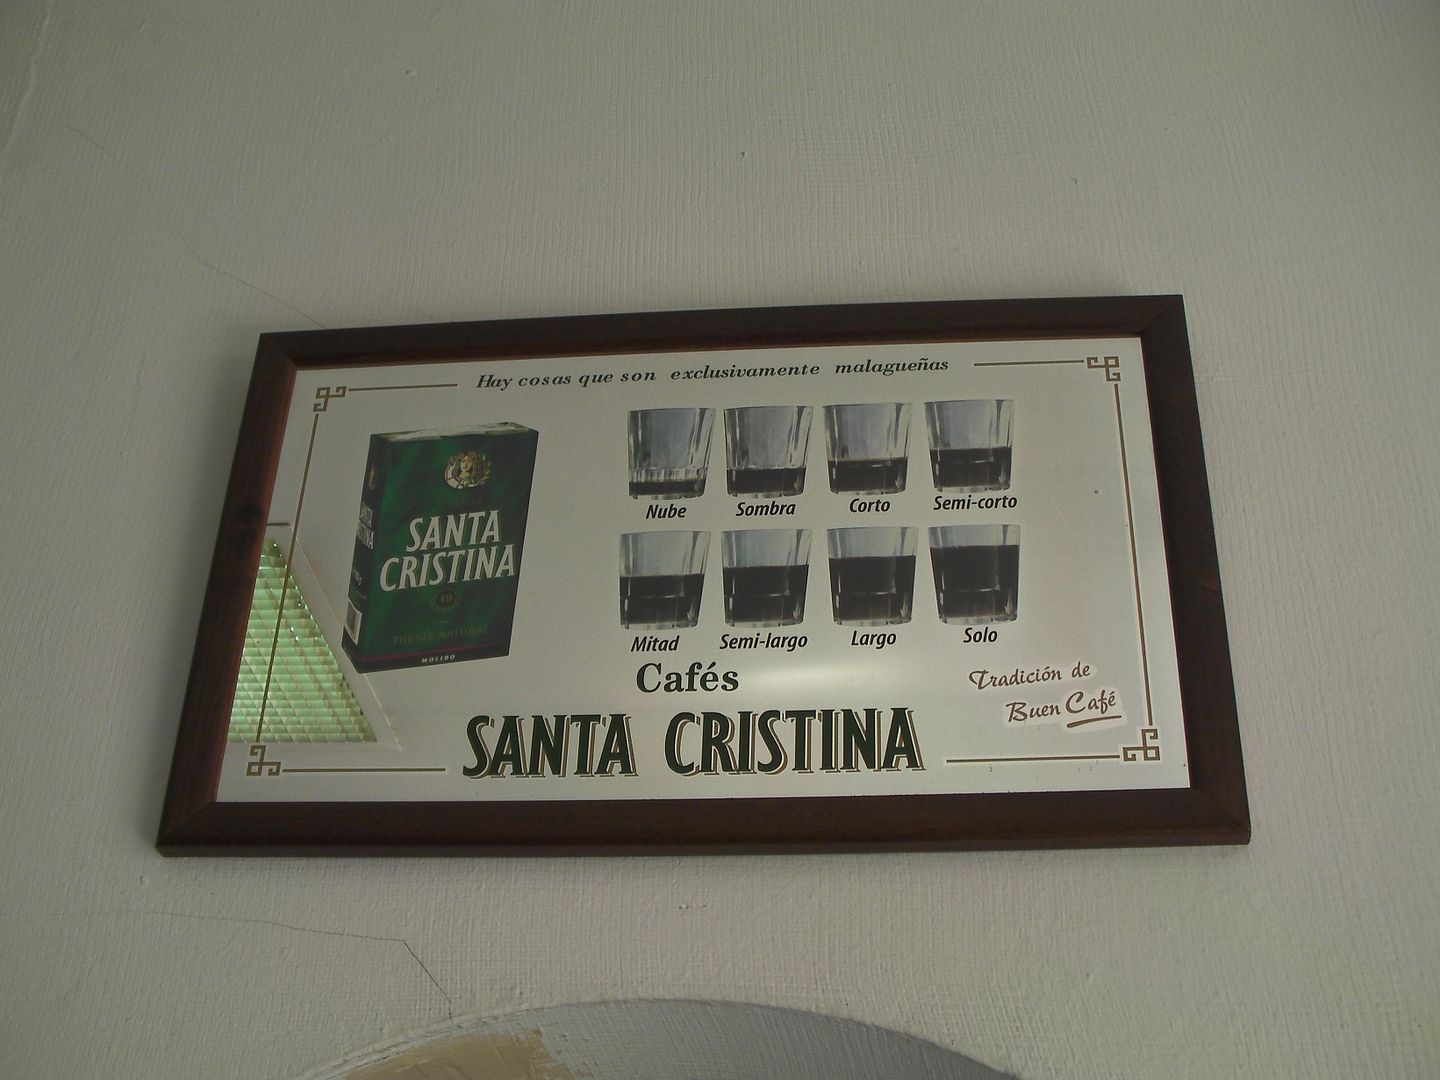 Hay cosas que son exclusivamente malagueñas
SANTA
CRISTINA
TUESTE NATURAL
MOLIDO
Nube Sombra Corto Semi-corto
Mitad Semi-largo Largo Solo
Cafés
SANTA CRISTINA
Tradición de
Buen Café